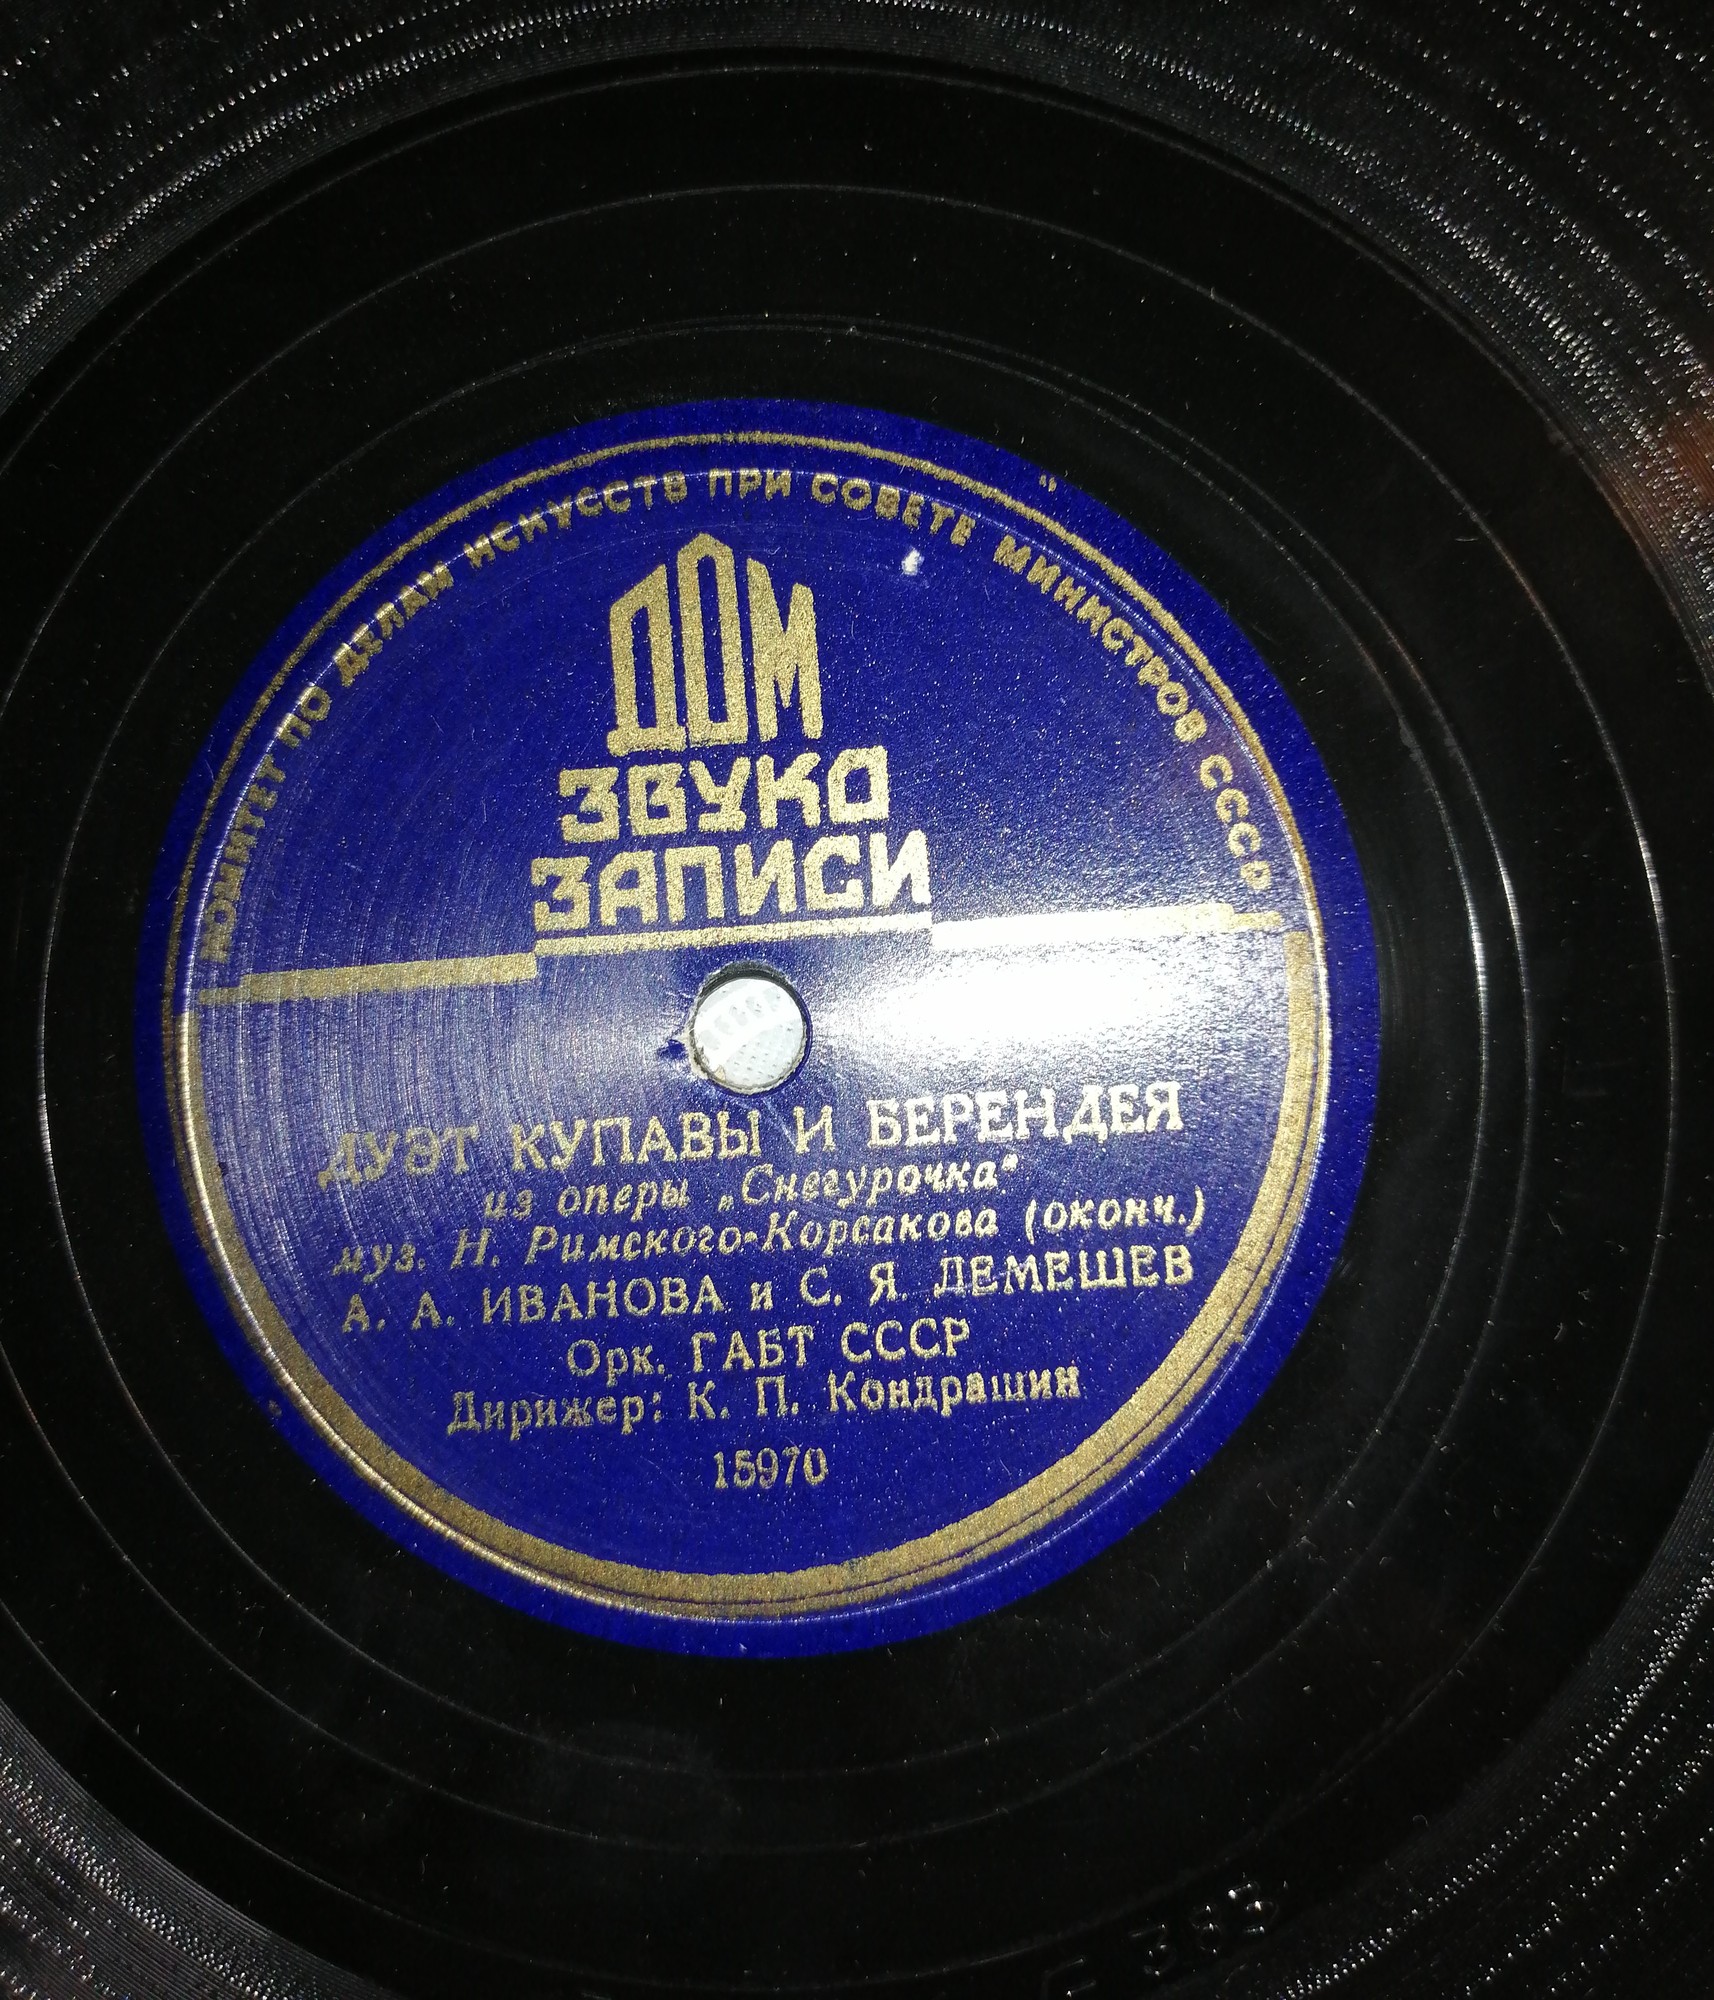 КОМИТЕТ ПО ДЕЛАМ ИСКУССТВ ПРИ СОВЕТЕ МИНИСТРОВ СССР
ДОМ
ЗВУКО
ЗАПИСИ
ДУЭТ КУПАВЫ И БЕРЕНДЕЯ
из оперы „Снегурочка“
муз. Н. Римского-Корсакова (оконч.)
А. А. ИВАНОВА и С. Я. ДЕМЕШЕВ
Орк. ГАБТ СССР
Дирижер: К. П. Кондрашин
15970
383